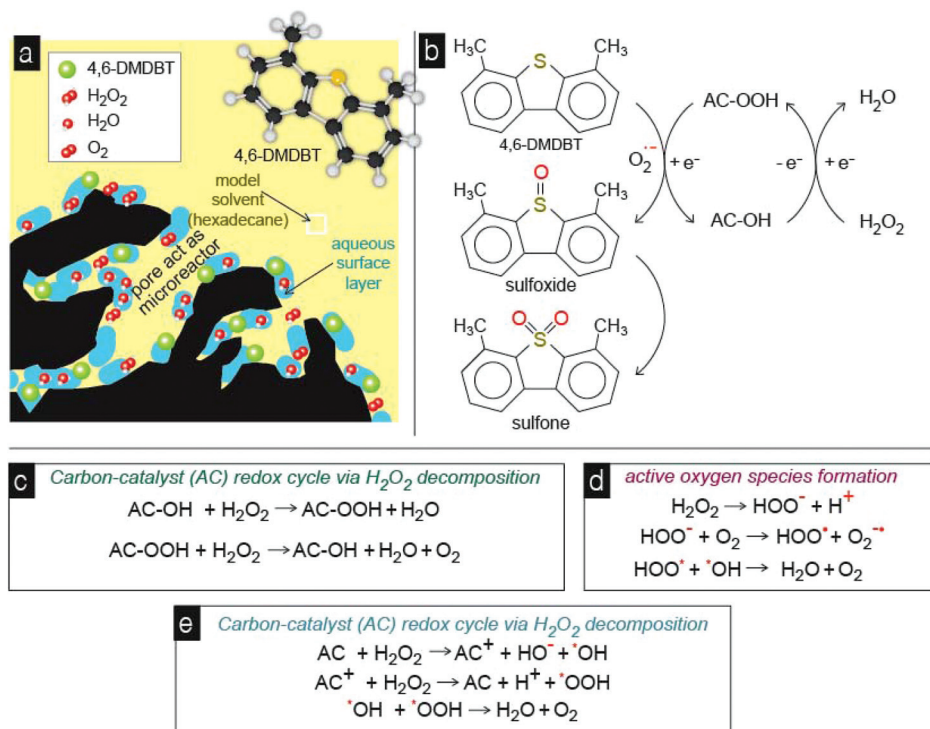 a
4,6-DMDBT
H₂O₂
H₂O
O₂
4,6-DMDBT
model
solvent
(hexadecane)
aqueous
surface
layer
pore act as
microreactor
b
H₃C CH₃
S
4,6-DMDBT
O₂·⁻
+ e⁻
AC-OOH
AC-OH
- e⁻
+ e⁻
H₂O
H₂O₂
O
H₃C CH₃
S
sulfoxide
O O
H₃C CH₃
S
sulfone
c
Carbon-catalyst (AC) redox cycle via H₂O₂ decomposition
AC-OH + H₂O₂ → AC-OOH + H₂O
AC-OOH + H₂O₂ → AC-OH + H₂O + O₂
d
active oxygen species formation
H₂O₂ → HOO⁻ + H⁺
HOO⁻ + O₂ → HOO• + O₂⁻•
HOO* + *OH → H₂O + O₂
e
Carbon-catalyst (AC) redox cycle via H₂O₂ decomposition
AC + H₂O₂ → AC⁺ + HO⁻ + *OH
AC⁺ + H₂O₂ → AC + H⁺ + *OOH
*OH + *OOH → H₂O + O₂